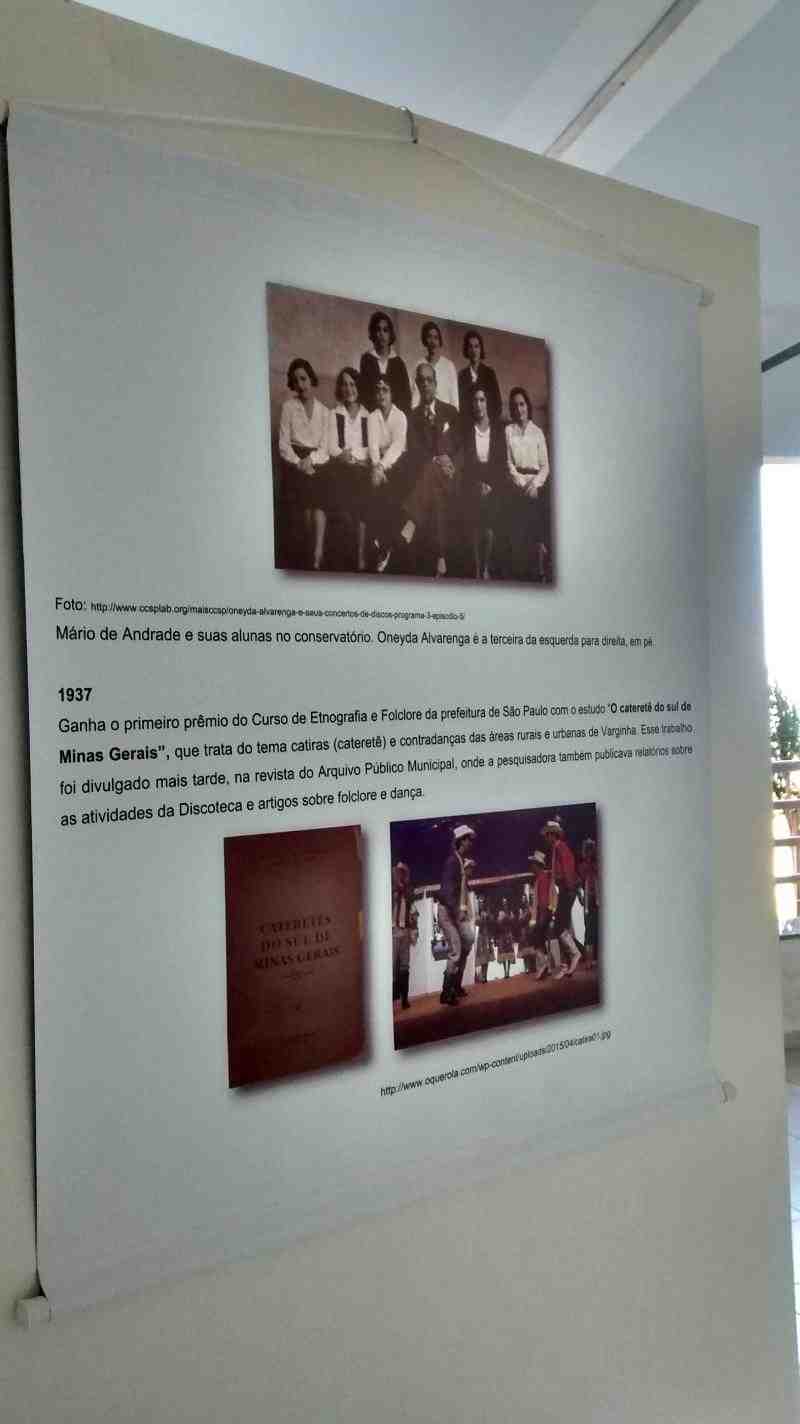 Foto: http://www.ccsplab.org/maisccsp/oneyda-alvarenga-e-seus-concertos-de-discos-programa-3-episodio-5/
Mário de Andrade e suas alunas no conservatório. Oneyda Alvarenga é a terceira da esquerda para direita, em pé.
1937
Ganha o primeiro prêmio do Curso de Etnografia e Folclore da prefeitura de São Paulo com o estudo "O cateretê do sul de
Minas Gerais", que trata do tema catiras (cateretê) e contradanças das áreas rurais e urbanas de Varginha. Esse trabalho
foi divulgado mais tarde, na revista do Arquivo Público Municipal, onde a pesquisadora também publicava relatórios sobre
as atividades da Discoteca e artigos sobre folclore e dança.
CATERETÊS
DO SUL DE
MINAS GERAIS
http://www.oquerola.com/wp-content/uploads/2015/04/catira01.jpg